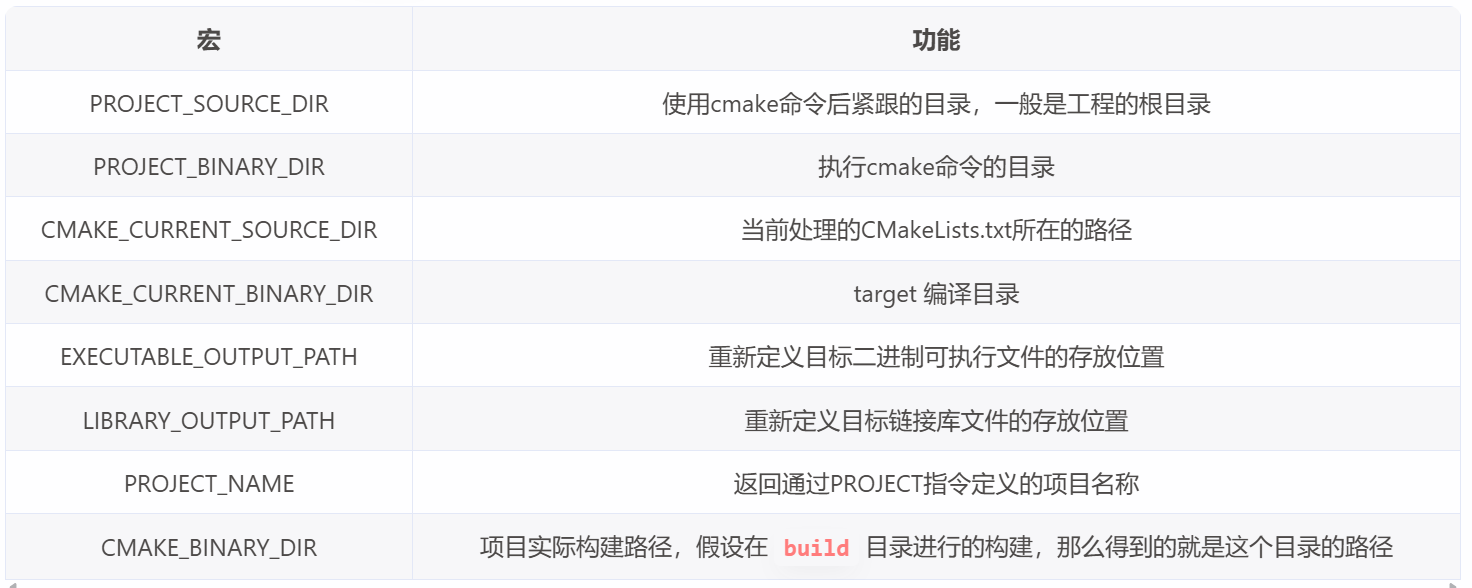 宏 功能
PROJECT_SOURCE_DIR 使用cmake命令后紧跟的目录，一般是工程的根目录
PROJECT_BINARY_DIR 执行cmake命令的目录
CMAKE_CURRENT_SOURCE_DIR 当前处理的CMakeLists.txt所在的路径
CMAKE_CURRENT_BINARY_DIR target 编译目录
EXECUTABLE_OUTPUT_PATH 重新定义目标二进制可执行文件的存放位置
LIBRARY_OUTPUT_PATH 重新定义目标链接库文件的存放位置
PROJECT_NAME 返回通过PROJECT指令定义的项目名称
CMAKE_BINARY_DIR 项目实际构建路径，假设在 build 目录进行的构建，那么得到的就是这个目录的路径